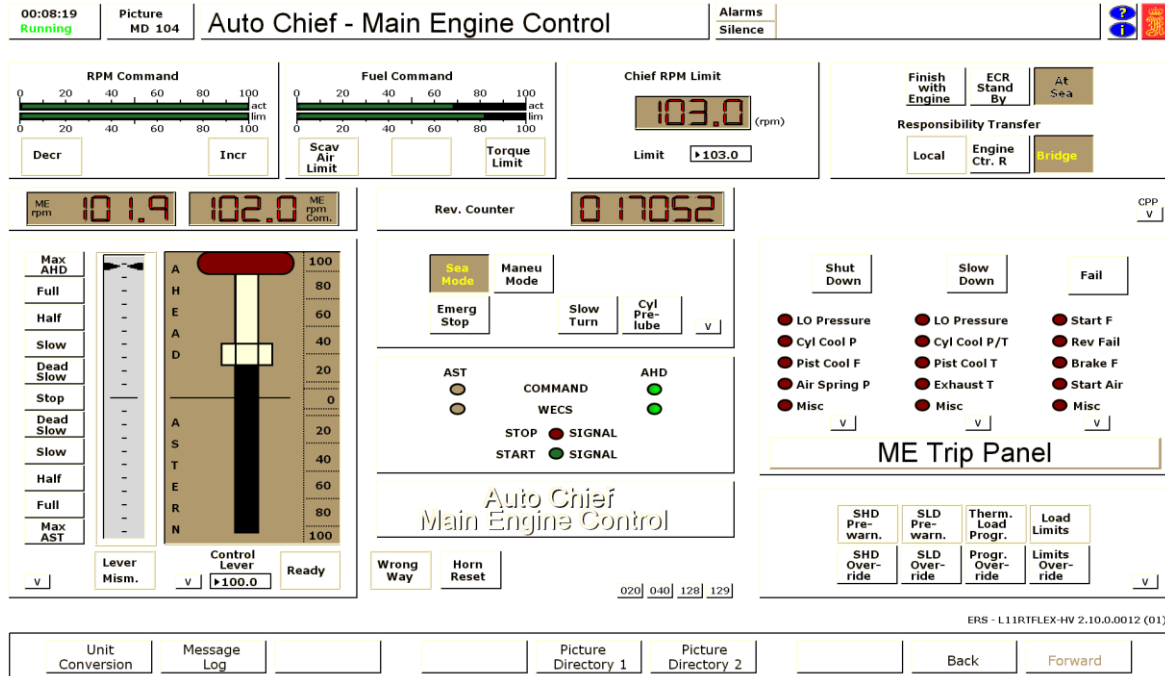 00:08:19
Running
Picture
MD 104
Auto Chief - Main Engine Control
Alarms
Silence
?
i
RPM Command
0 20 40 60 80 100
act
lim
0 20 40 60 80 100
Decr
Incr
Fuel Command
0 20 40 60 80 100
act
lim
0 20 40 60 80 100
Scav
Air
Limit
Torque
Limit
Chief RPM Limit
103.0
(rpm)
Limit
103.0
Finish
with
Engine
ECR
Stand
By
At
Sea
Responsibility Transfer
Local
Engine
Ctr. R
Bridge
ME
rpm
101.9
102.0
ME
rpm
Com.
Rev. Counter
017052
CPP
v
Max
AHD
Full
Half
Slow
Dead
Slow
Stop
Dead
Slow
Slow
Half
Full
Max
AST
AHEAD
ASTERN
100
80
60
40
20
0
20
40
60
80
100
v
Lever
Mism.
v
Control
Lever
100.0
Ready
Sea
Mode
Maneu
Mode
Emerg
Stop
Slow
Turn
Cyl
Pre-
lube
v
AST
AHD
COMMAND
WECS
STOP SIGNAL
START SIGNAL
Auto Chief
Main Engine Control
Wrong
Way
Horn
Reset
020 040 128 129
Shut
Down
Slow
Down
Fail
LO Pressure
Cyl Cool P
Pist Cool F
Air Spring P
Misc
v
LO Pressure
Cyl Cool P/T
Pist Cool T
Exhaust T
Misc
v
Start F
Rev Fail
Brake F
Start Air
Misc
v
ME Trip Panel
SHD
Pre-
warn.
SLD
Pre-
warn.
Therm.
Load
Progr.
Load
Limits
SHD
Over-
ride
SLD
Over-
ride
Progr.
Over-
ride
Limits
Over-
ride
v
ERS - L11RTFLEX-HV 2.10.0.0012 (01)
Unit
Conversion
Message
Log
Picture
Directory 1
Picture
Directory 2
Back
Forward